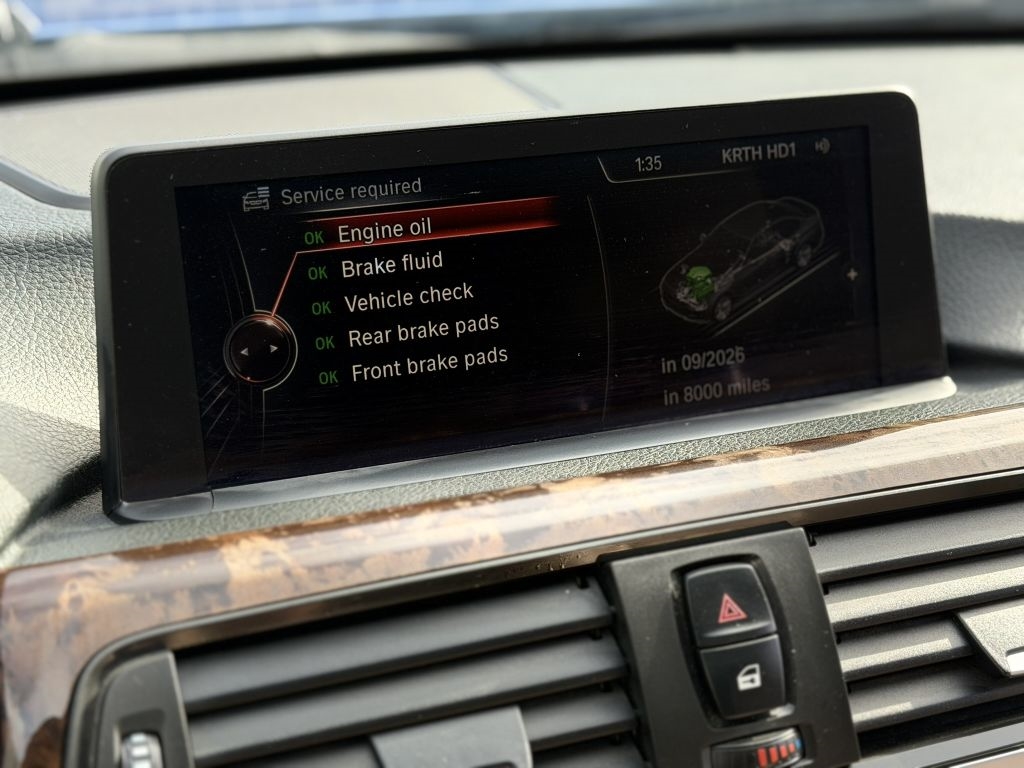 Service required
1:35
KRTH HD1
OK Engine oil
OK Brake fluid
OK Vehicle check
OK Rear brake pads
OK Front brake pads
in 09/2026
in 8000 miles